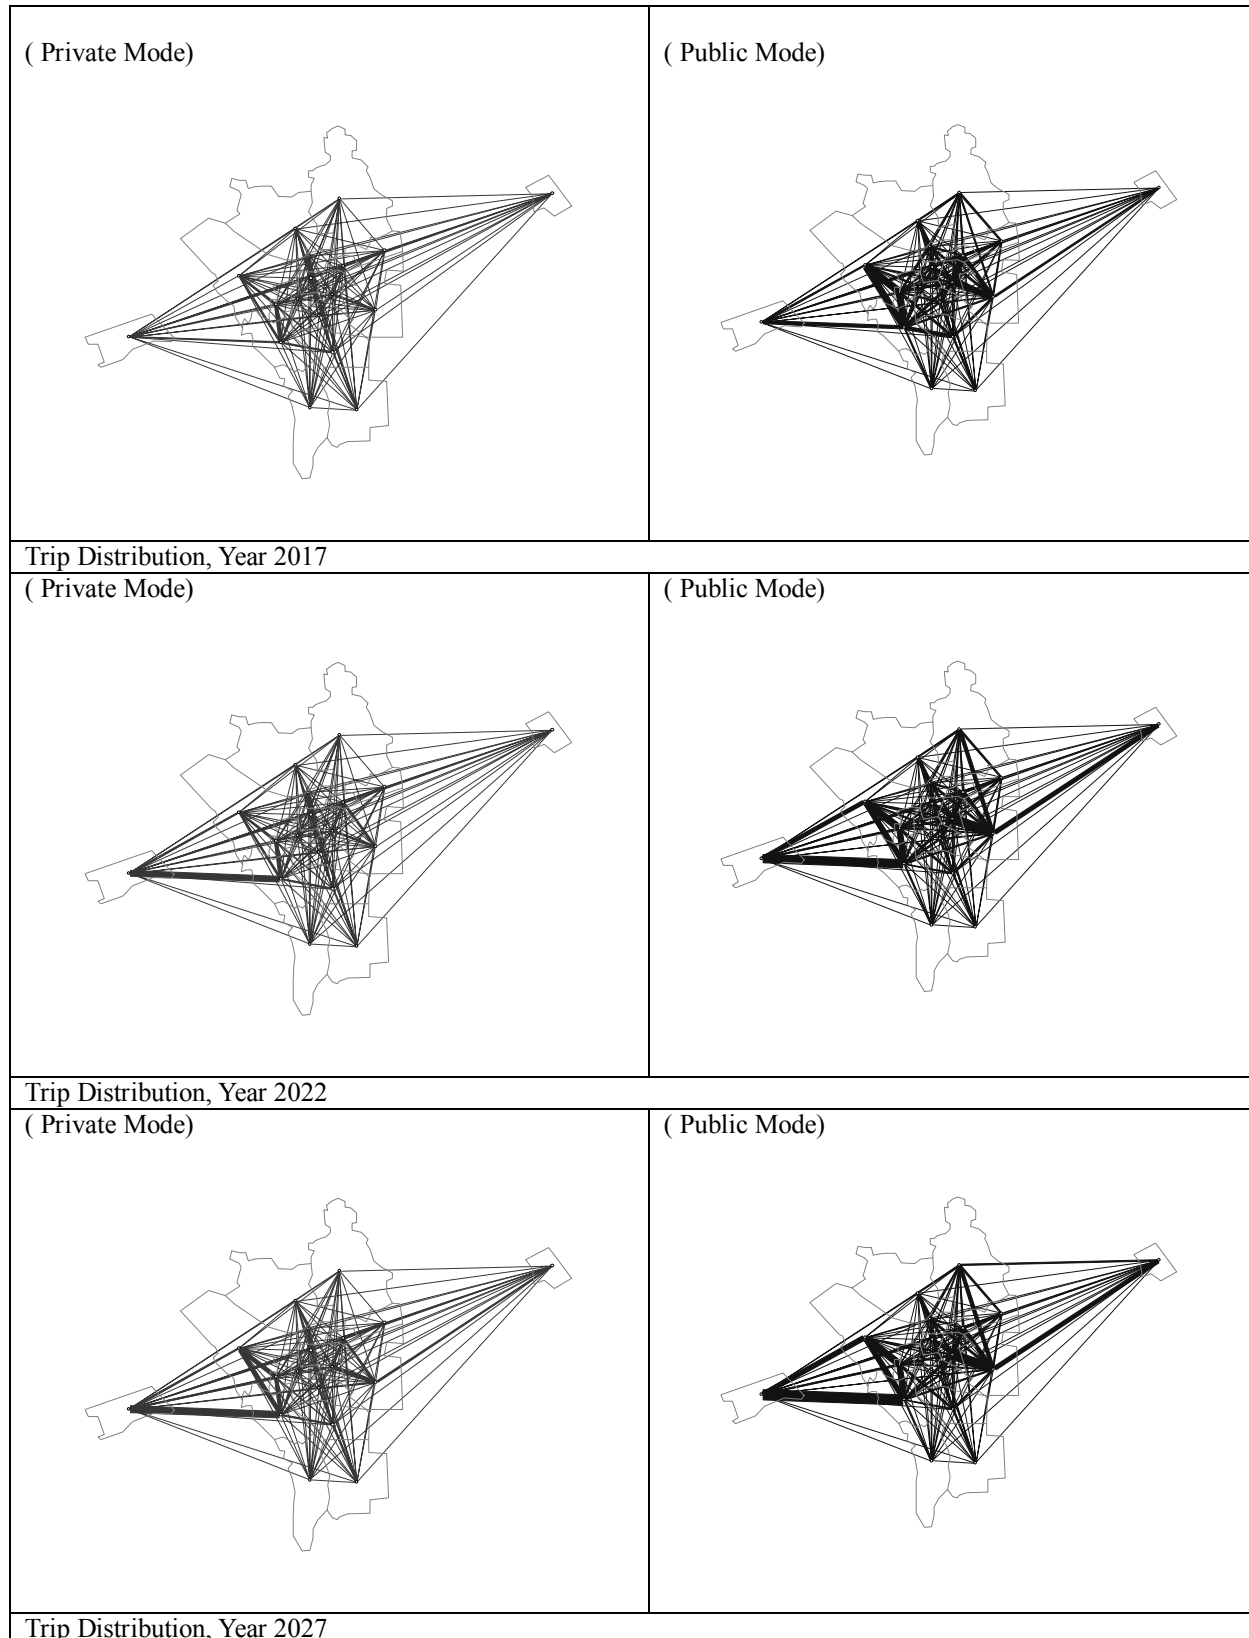 ( Private Mode)
( Public Mode)
Trip Distribution, Year 2017
( Private Mode)
( Public Mode)
Trip Distribution, Year 2022
( Private Mode)
( Public Mode)
Trip Distribution, Year 2027